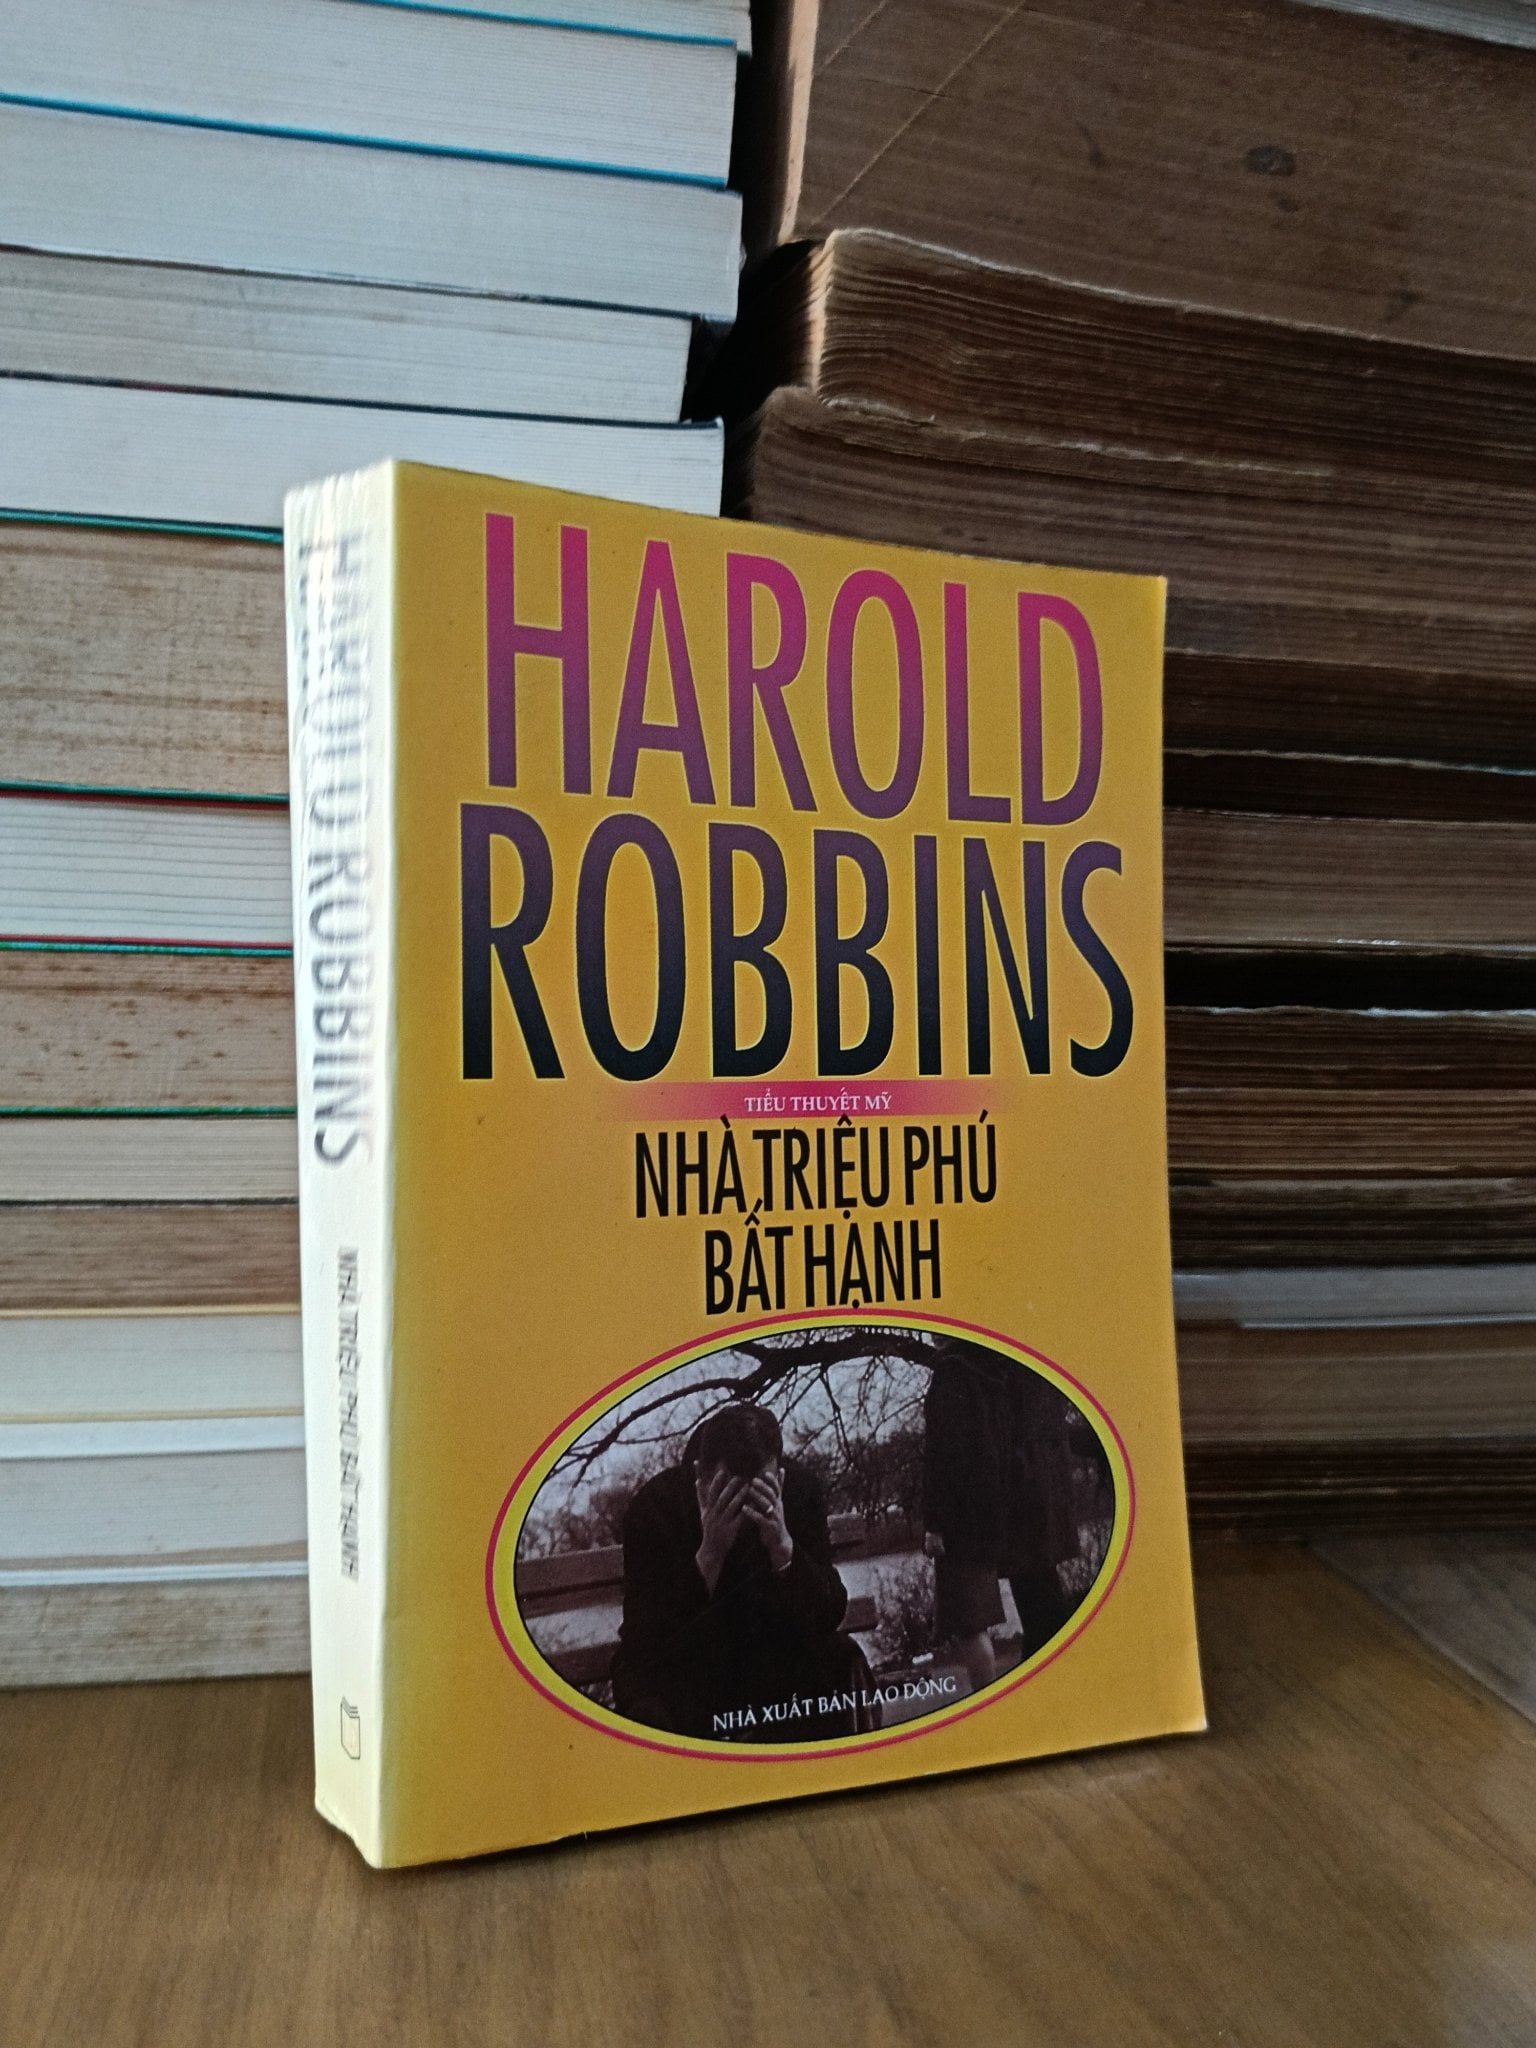 HAROLD
ROBBINS
TIỂU THUYẾT MỸ
NHÀ TRIỆU PHÚ
BẤT HẠNH
NHÀ XUẤT BẢN LAO ĐỘNG
HAROLD ROBBINS
NHÀ TRIỆU PHÚ BẤT HẠNH